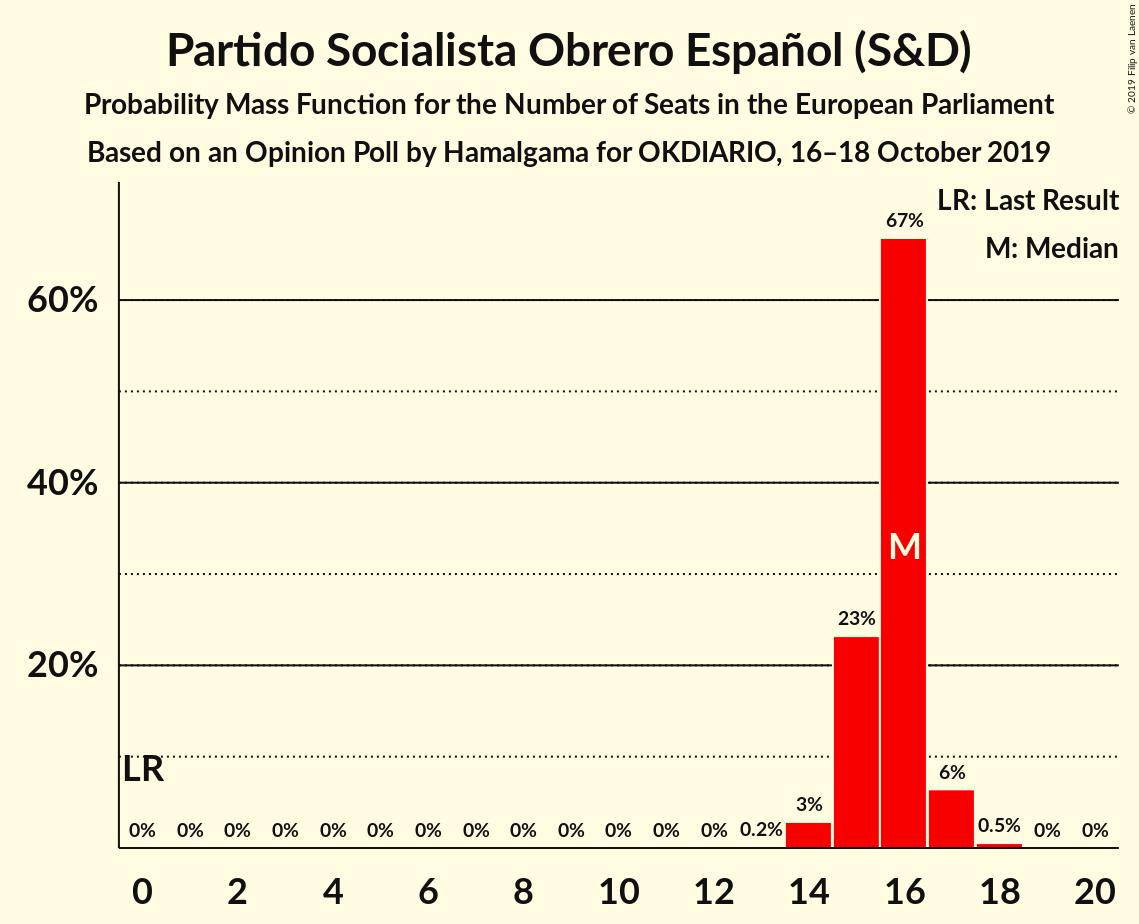 Partido Socialista Obrero Español (S&D)
Probability Mass Function for the Number of Seats in the European Parliament
Based on an Opinion Poll by Hamalgama for OKDIARIO, 16–18 October 2019
© 2019 Filip van Laenen
LR: Last Result
M: Median
67%
60%
40%
M
23%
20%
LR
6%
3%
0% 0% 0% 0% 0% 0% 0% 0% 0% 0% 0% 0% 0% 0.2% 0.5% 0% 0%
0 2 4 6 8 10 12 14 16 18 20